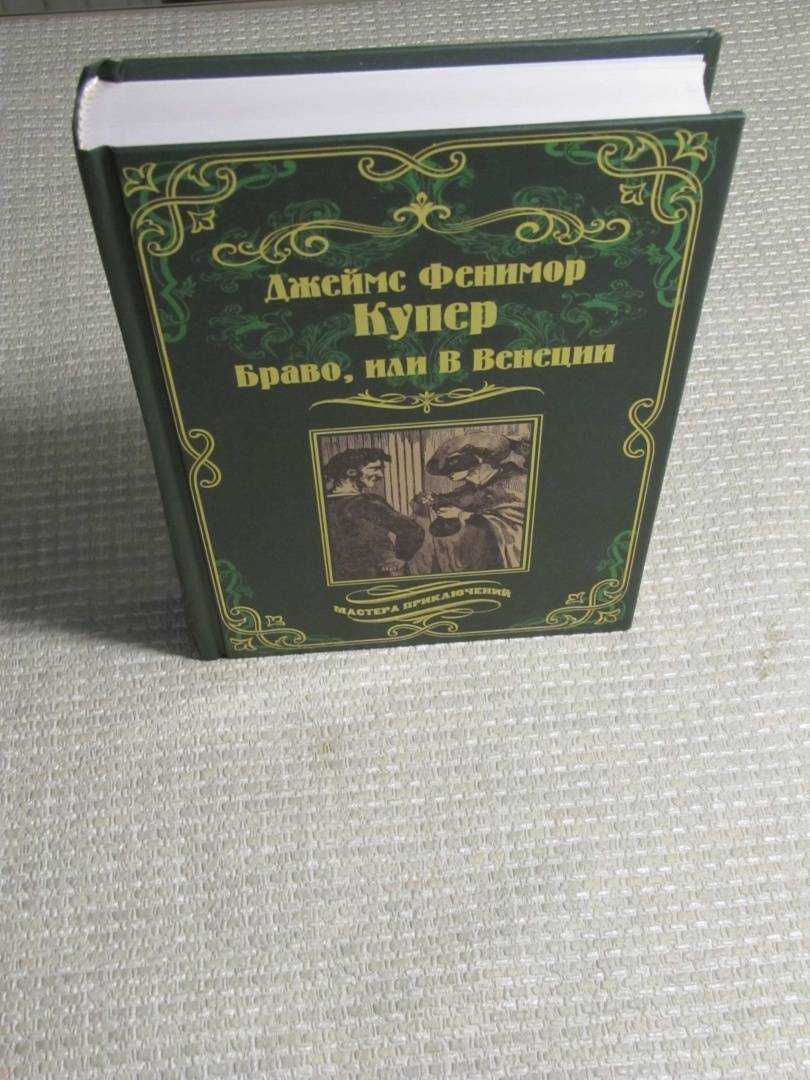 Джеймс Фенимор
Купер
Браво, или В Венеции
МАСТЕРА ПРИКЛЮЧЕНИЙ